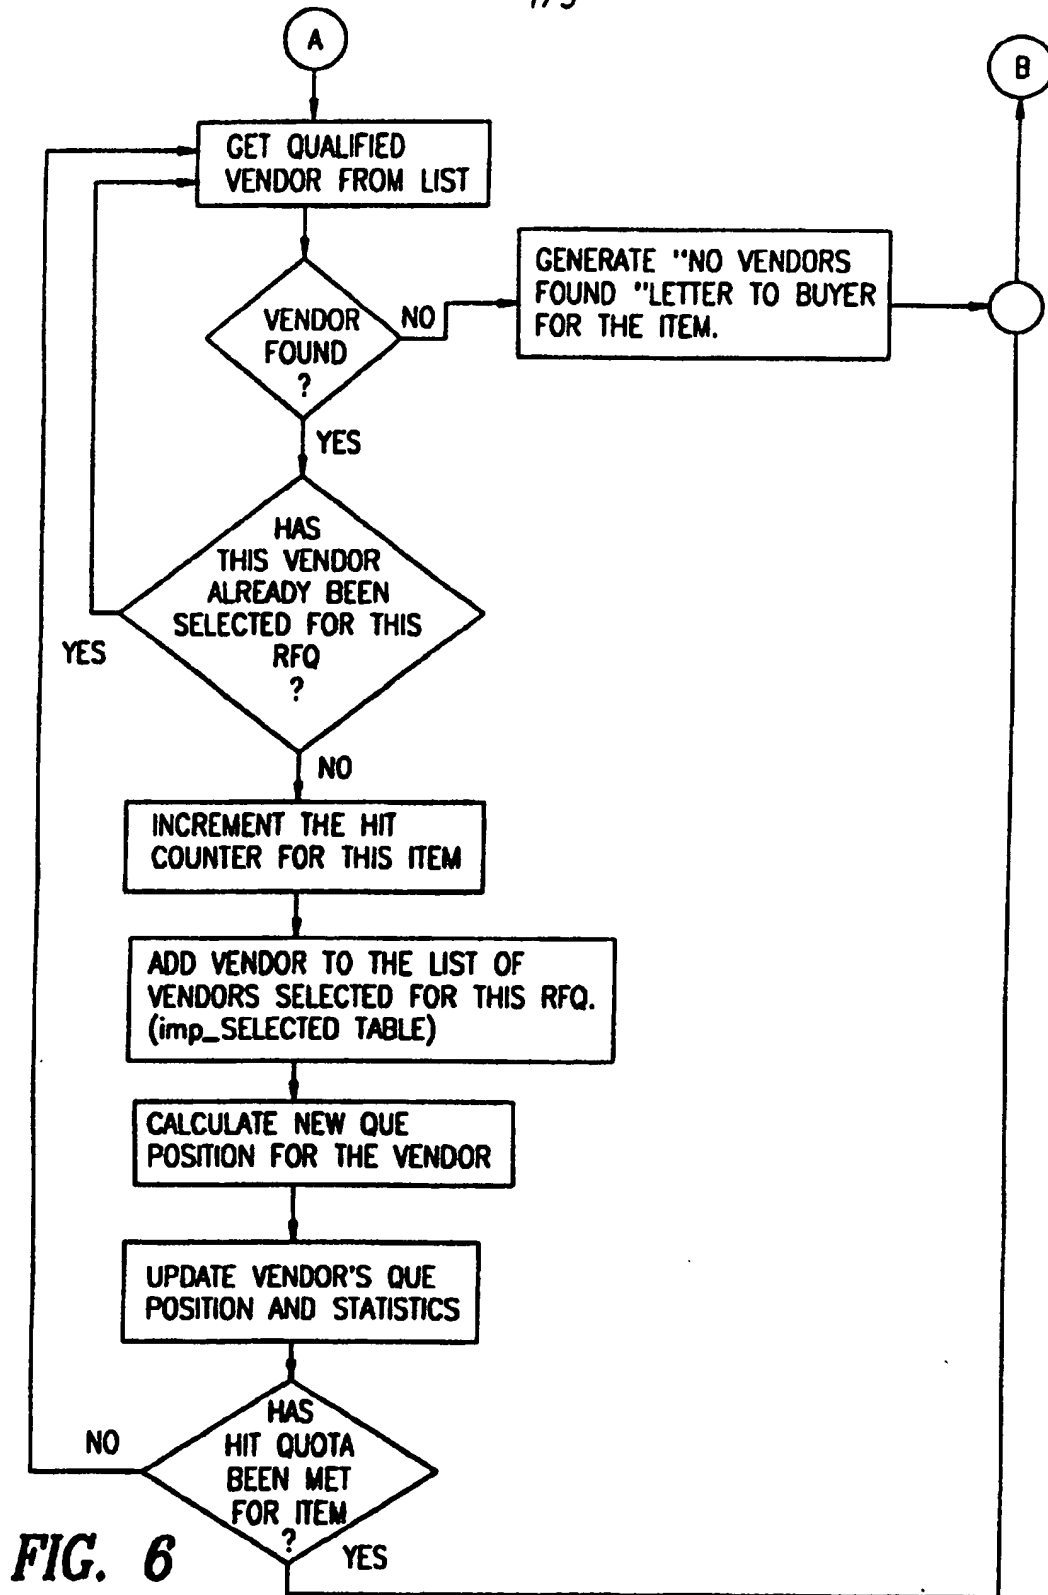 A
B
GET QUALIFIED
VENDOR FROM LIST
GENERATE "NO VENDORS
FOUND "LETTER TO BUYER
FOR THE ITEM.
VENDOR
FOUND
?
NO
YES
HAS
THIS VENDOR
ALREADY BEEN
SELECTED FOR THIS
RFQ
?
YES
NO
INCREMENT THE HIT
COUNTER FOR THIS ITEM
ADD VENDOR TO THE LIST OF
VENDORS SELECTED FOR THIS RFQ.
(imp_SELECTED TABLE)
CALCULATE NEW QUE
POSITION FOR THE VENDOR
UPDATE VENDOR'S QUE
POSITION AND STATISTICS
HAS
HIT QUOTA
BEEN MET
FOR ITEM
?
NO
YES
FIG. 6